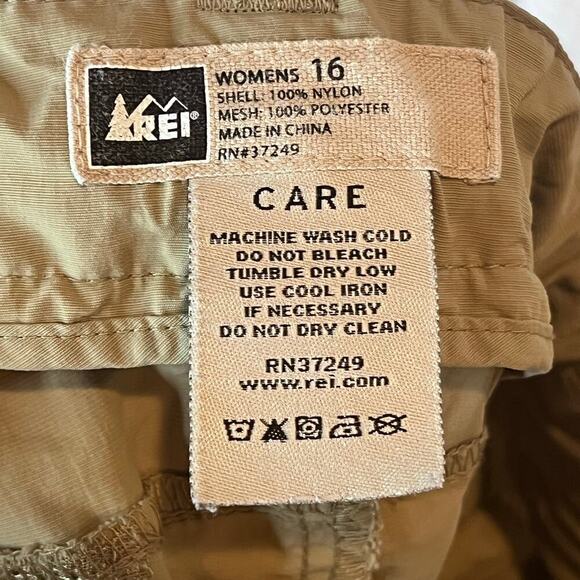 REI®
WOMENS 16
SHELL: 100% NYLON
MESH: 100% POLYESTER
MADE IN CHINA
RN#37249
CARE
MACHINE WASH COLD
DO NOT BLEACH
TUMBLE DRY LOW
USE COOL IRON
IF NECESSARY
DO NOT DRY CLEAN
RN37249
www.rei.com